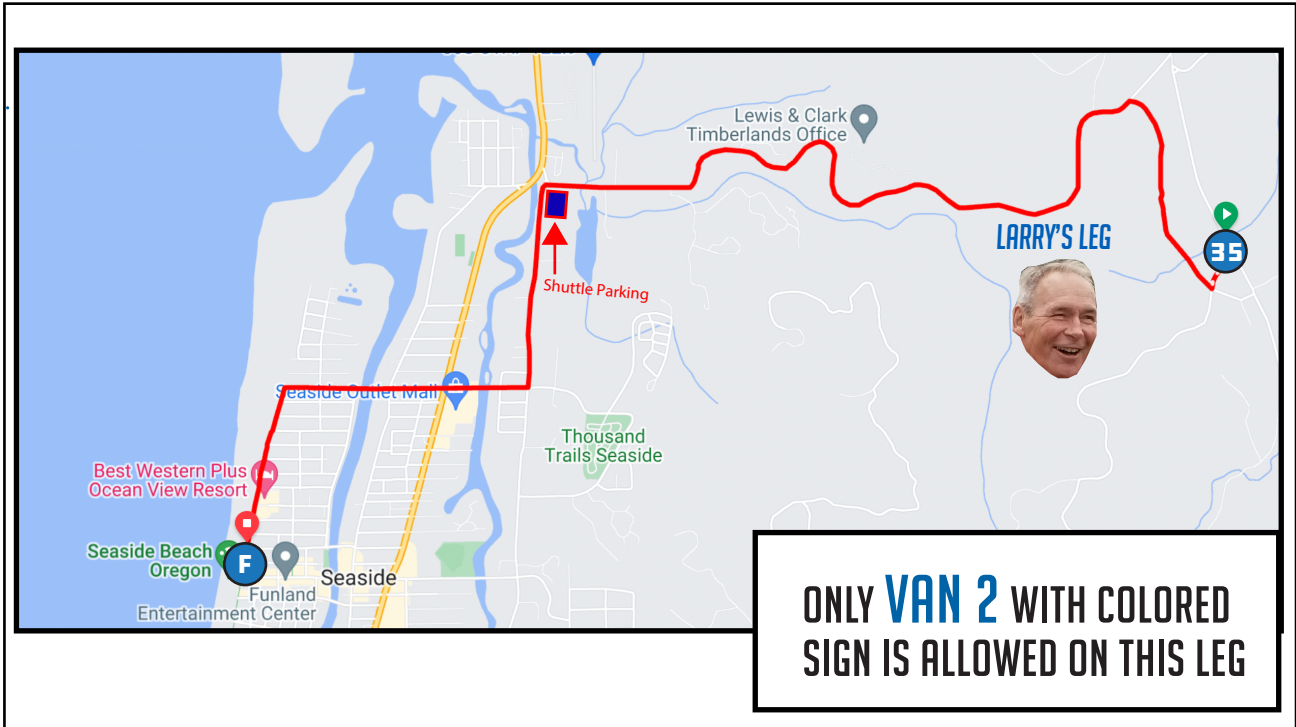 Lewis & Clark
Timberlands Office
LARRY'S LEG
35
Shuttle Parking
Seaside Outlet Mall
Thousand
Trails Seaside
Best Western Plus
Ocean View Resort
Seaside Beach
Oregon
F
Seaside
Funland
Entertainment Center
ONLY VAN 2 WITH COLORED
SIGN IS ALLOWED ON THIS LEG